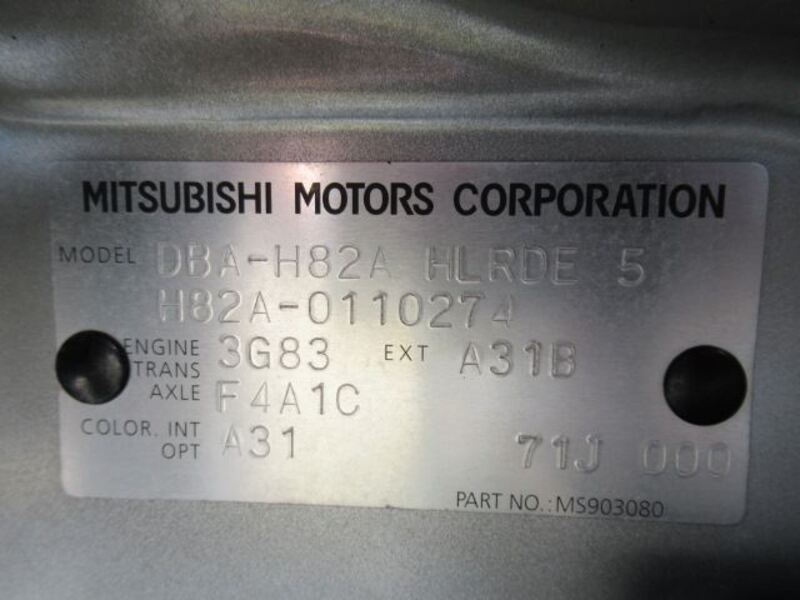 MITSUBISHI MOTORS CORPORATION
MODEL DBA-H82A HLRDE 5
H82A-0110274
ENGINE 3G83 EXT A31B
TRANS
AXLE F4A1C
COLOR. INT A31 71J 000
OPT
PART NO.:MS903080